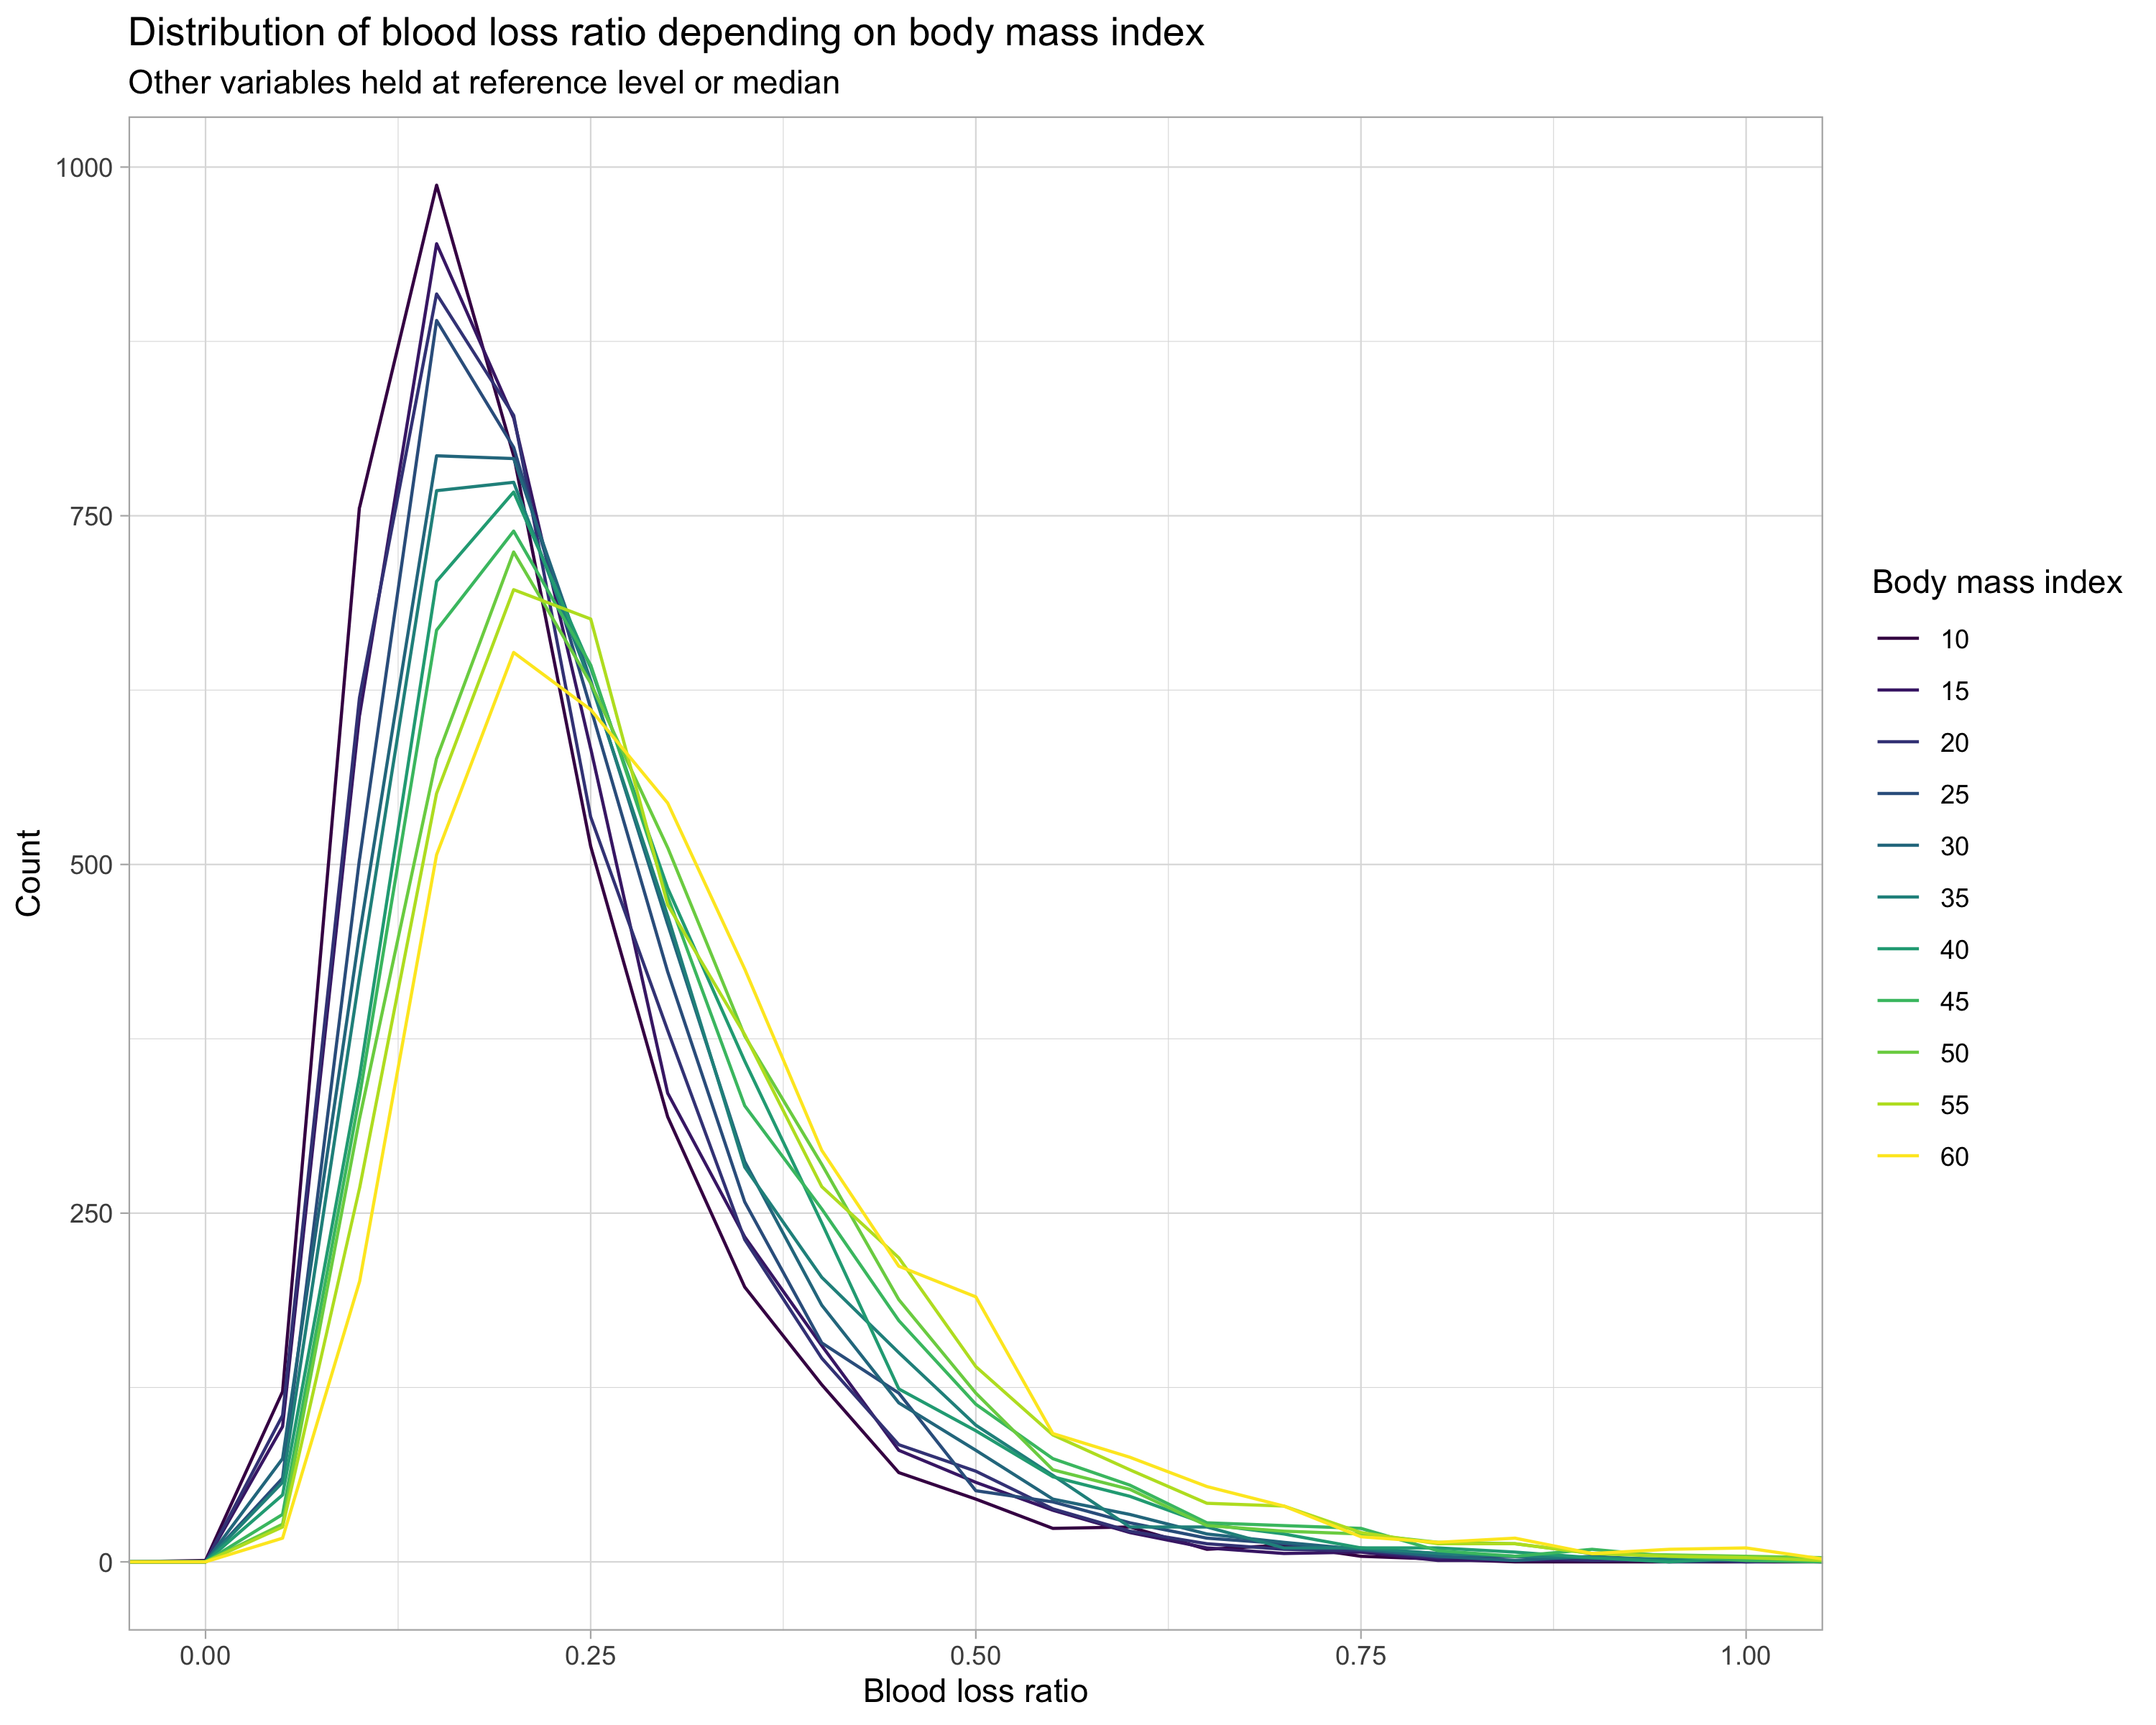 Distribution of blood loss ratio depending on body mass index
Other variables held at reference level or median
1000
750
500
250
0
Count
0.00 0.25 0.50 0.75 1.00
Blood loss ratio
Body mass index
10
15
20
25
30
35
40
45
50
55
60